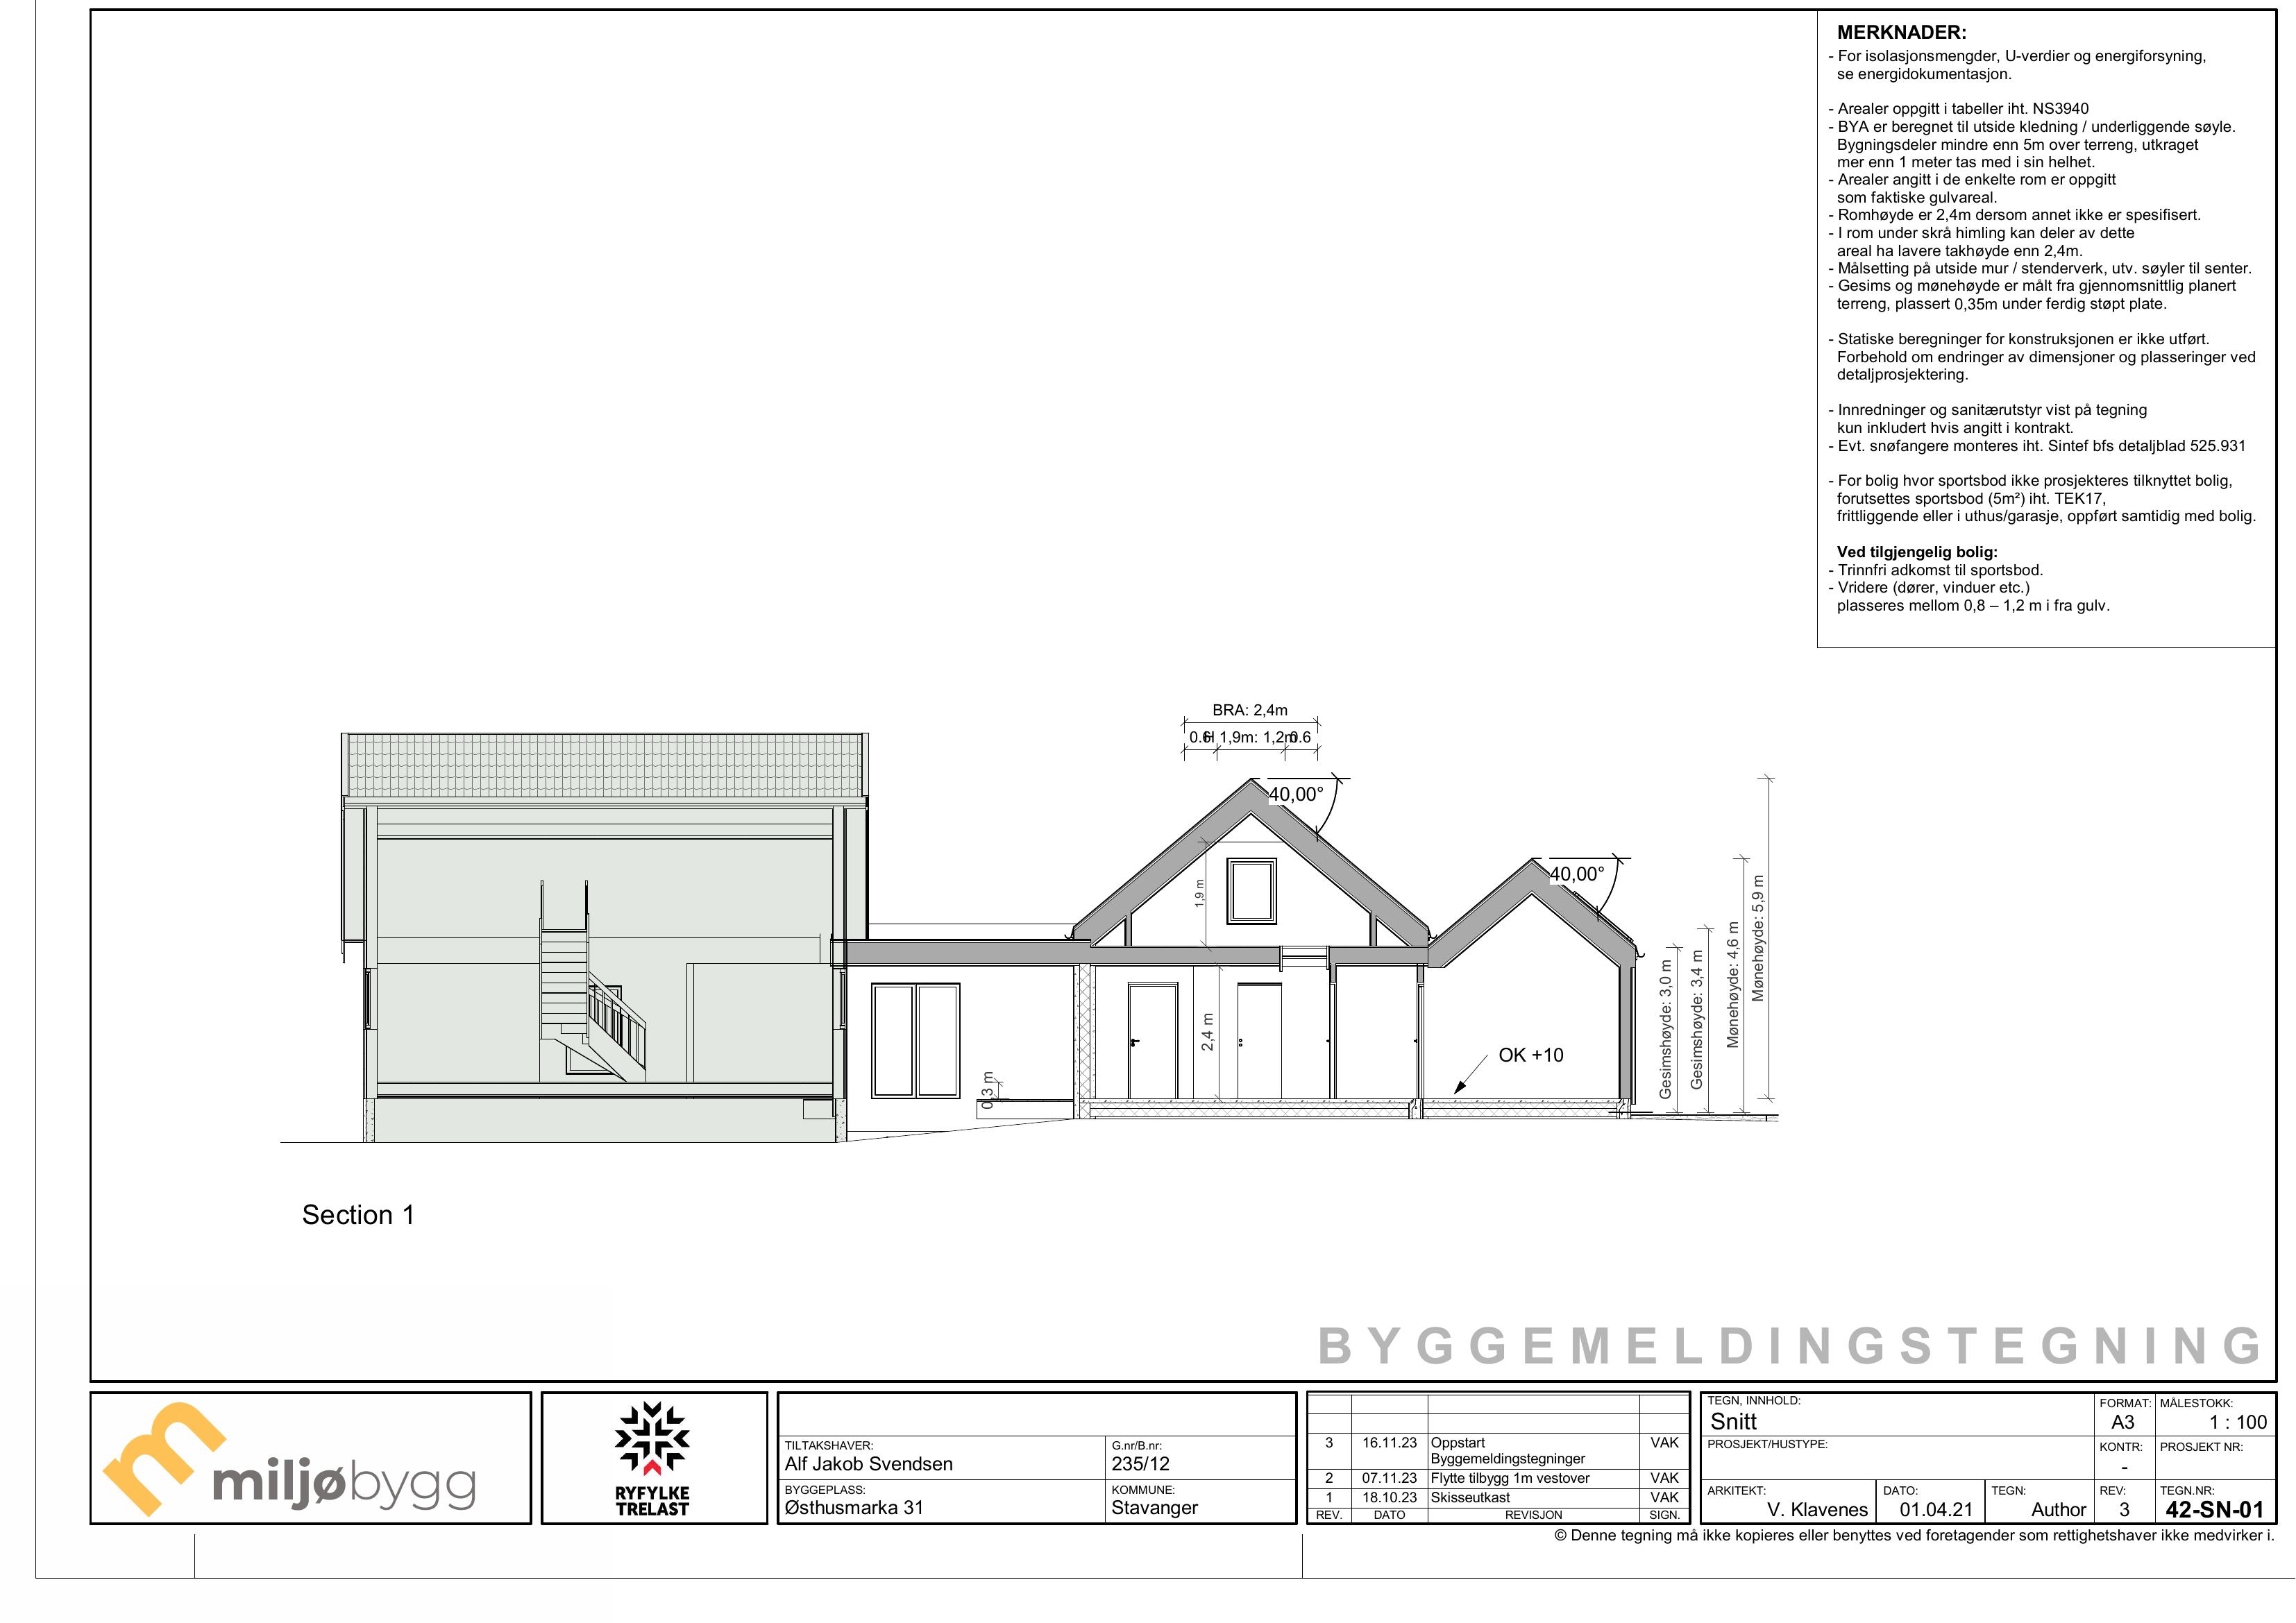 MERKNADER:
- For isolasjonsmengder, U-verdier og energiforsyning,
se energidokumentasjon.
- Arealer oppgitt i tabeller iht. NS3940
- BYA er beregnet til utside kledning / underliggende søyle.
Bygningsdeler mindre enn 5m over terreng, utkraget
mer enn 1 meter tas med i sin helhet.
- Arealer angitt i de enkelte rom er oppgitt
som faktiske gulvareal.
- Romhøyde er 2,4m dersom annet ikke er spesifisert.
- I rom under skrå himling kan deler av dette
areal ha lavere takhøyde enn 2,4m.
- Målsetting på utside mur / stenderverk, utv. søyler til senter.
- Gesims og mønehøyde er målt fra gjennomsnittlig planert
terreng, plassert 0,35m under ferdig støpt plate.
- Statiske beregninger for konstruksjonen er ikke utført.
Forbehold om endringer av dimensjoner og plasseringer ved
detaljprosjektering.
- Innredninger og sanitærutstyr vist på tegning
kun inkludert hvis angitt i kontrakt.
- Evt. snøfangere monteres iht. Sintef bfs detaljblad 525.931
- For bolig hvor sportsbod ikke prosjekteres tilknyttet bolig,
forutsettes sportsbod (5m²) iht. TEK17,
frittliggende eller i uthus/garasje, oppført samtidig med bolig.
Ved tilgjengelig bolig:
- Trinnfri adkomst til sportsbod.
- Vridere (dører, vinduer etc.)
plasseres mellom 0,8 – 1,2 m i fra gulv.
BRA: 2,4m
0.6 H 1,9m: 1,2m 0.6
40,00°
40,00°
1,9 m
2,4 m
0,3 m
OK +10
Gesimshøyde: 3,0 m
Gesimshøyde: 3,4 m
Mønehøyde: 4,6 m
Mønehøyde: 5,9 m
Section 1
BYGGEMELDINGSTEGNING
miljøbygg
RYFYLKE
TRELAST
TILTAKSHAVER:
Alf Jakob Svendsen
G.nr/B.nr:
235/12
BYGGEPLASS:
Østhusmarka 31
KOMMUNE:
Stavanger
3 16.11.23 Oppstart VAK
Byggemeldingstegninger
2 07.11.23 Flytte tilbygg 1m vestover VAK
1 18.10.23 Skisseutkast VAK
REV. DATO REVISJON SIGN.
TEGN, INNHOLD:
Snitt
FORMAT:
A3
MÅLESTOKK:
1 : 100
PROSJEKT/HUSTYPE:
KONTR:
-
PROSJEKT NR:
ARKITEKT:
V. Klavenes
DATO:
01.04.21
TEGN:
Author
REV:
3
TEGN.NR:
42-SN-01
© Denne tegning må ikke kopieres eller benyttes ved foretagender som rettighetshaver ikke medvirker i.